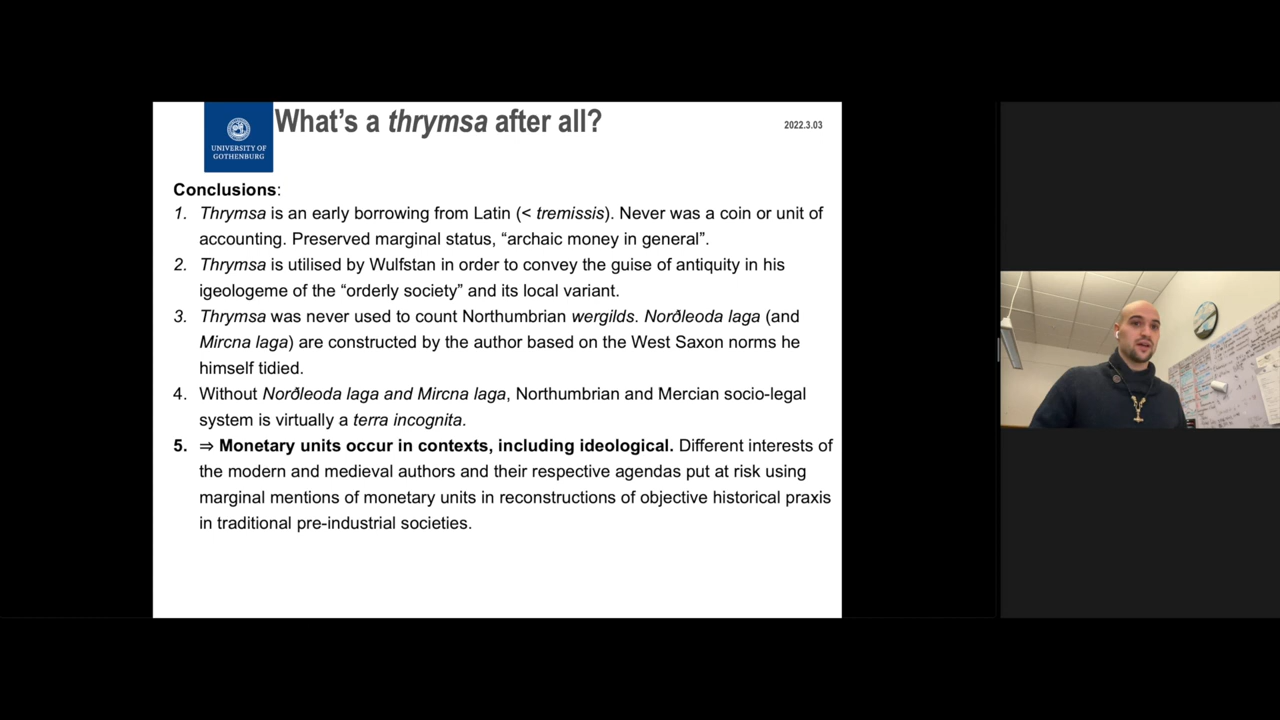 What's a thrymsa after all?
2022.3.03
UNIVERSITY OF
GOTHENBURG
Conclusions:
1. Thrymsa is an early borrowing from Latin (< tremissis). Never was a coin or unit of
accounting. Preserved marginal status, “archaic money in general”.
2. Thrymsa is utilised by Wulfstan in order to convey the guise of antiquity in his
igeologeme of the “orderly society” and its local variant.
3. Thrymsa was never used to count Northumbrian wergilds. Norðleoda laga (and
Mircna laga) are constructed by the author based on the West Saxon norms he
himself tidied.
4. Without Norðleoda laga and Mircna laga, Northumbrian and Mercian socio-legal
system is virtually a terra incognita.
5. ⇒ Monetary units occur in contexts, including ideological. Different interests of
the modern and medieval authors and their respective agendas put at risk using
marginal mentions of monetary units in reconstructions of objective historical praxis
in traditional pre-industrial societies.